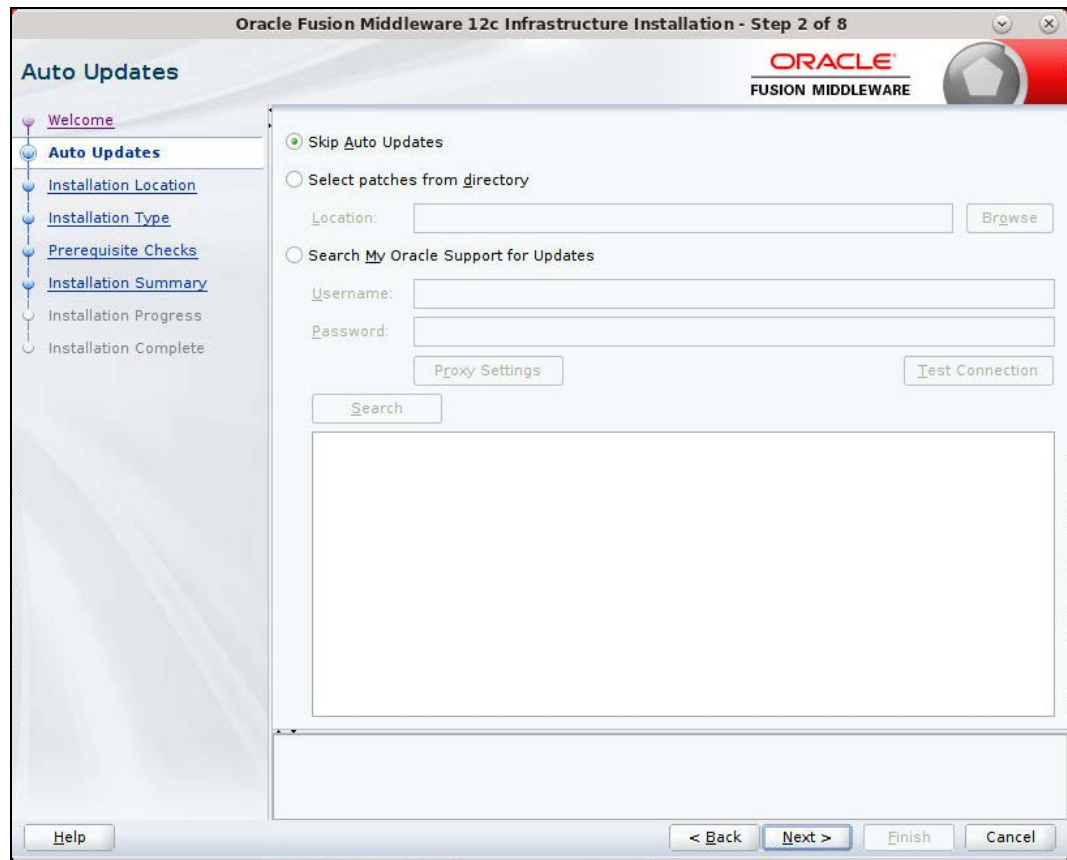 Oracle Fusion Middleware 12c Infrastructure Installation - Step 2 of 8
Auto Updates
ORACLE
FUSION MIDDLEWARE
Welcome
Auto Updates
Installation Location
Installation Type
Prerequisite Checks
Installation Summary
Installation Progress
Installation Complete
Skip Auto Updates
Select patches from directory
Location:
Browse
Search My Oracle Support for Updates
Username:
Password:
Proxy Settings
Test Connection
Search
Help
< Back
Next >
Finish
Cancel